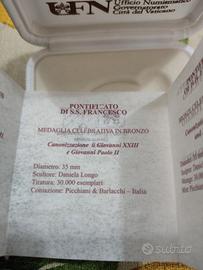 UFN
Ufficio Numismatico
Governatorato
Città del Vaticano
PONTIFICATO
DI S.S. FRANCESCO
MEDAGLIA CELEBRATIVA IN BRONZO
Canonizzazione di Giovanni XXIII
e Giovanni Paolo II
Diametro: 35 mm
Scultore: Daniela Longo
Tiratura: 30.000 esemplari
Coniazione: Picchiani & Barlacchi – Italia
subito